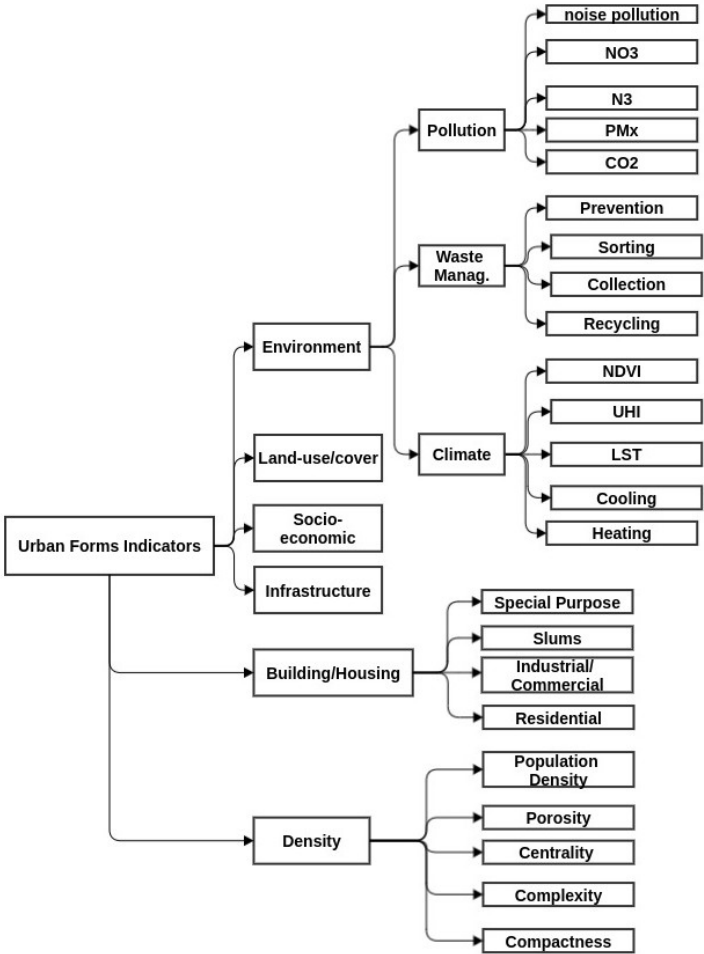 noise pollution
NO3
N3
Pollution
PMx
CO2
Prevention
Waste
Manag.
Sorting
Collection
Recycling
Environment
NDVI
UHI
Climate
LST
Cooling
Heating
Land-use/cover
Socio-
economic
Urban Forms Indicators
Infrastructure
Special Purpose
Slums
Building/Housing
Industrial/
Commercial
Residential
Population
Density
Porosity
Density
Centrality
Complexity
Compactness